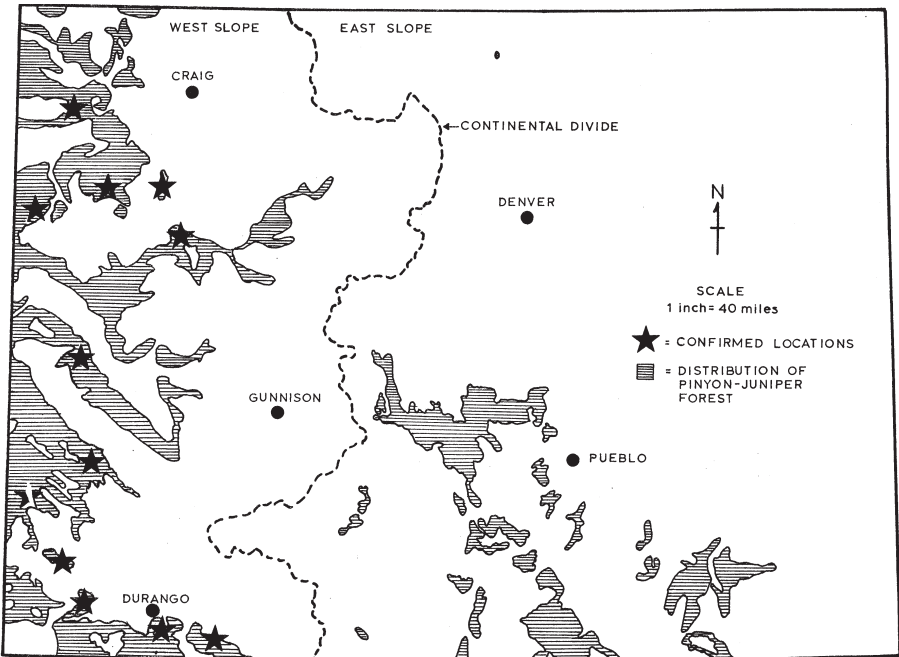 WEST SLOPE
EAST SLOPE
CRAIG
CONTINENTAL DIVIDE
DENVER
N
SCALE
1 inch= 40 miles
= CONFIRMED LOCATIONS
= DISTRIBUTION OF
PINYON-JUNIPER
FOREST
GUNNISON
PUEBLO
DURANGO